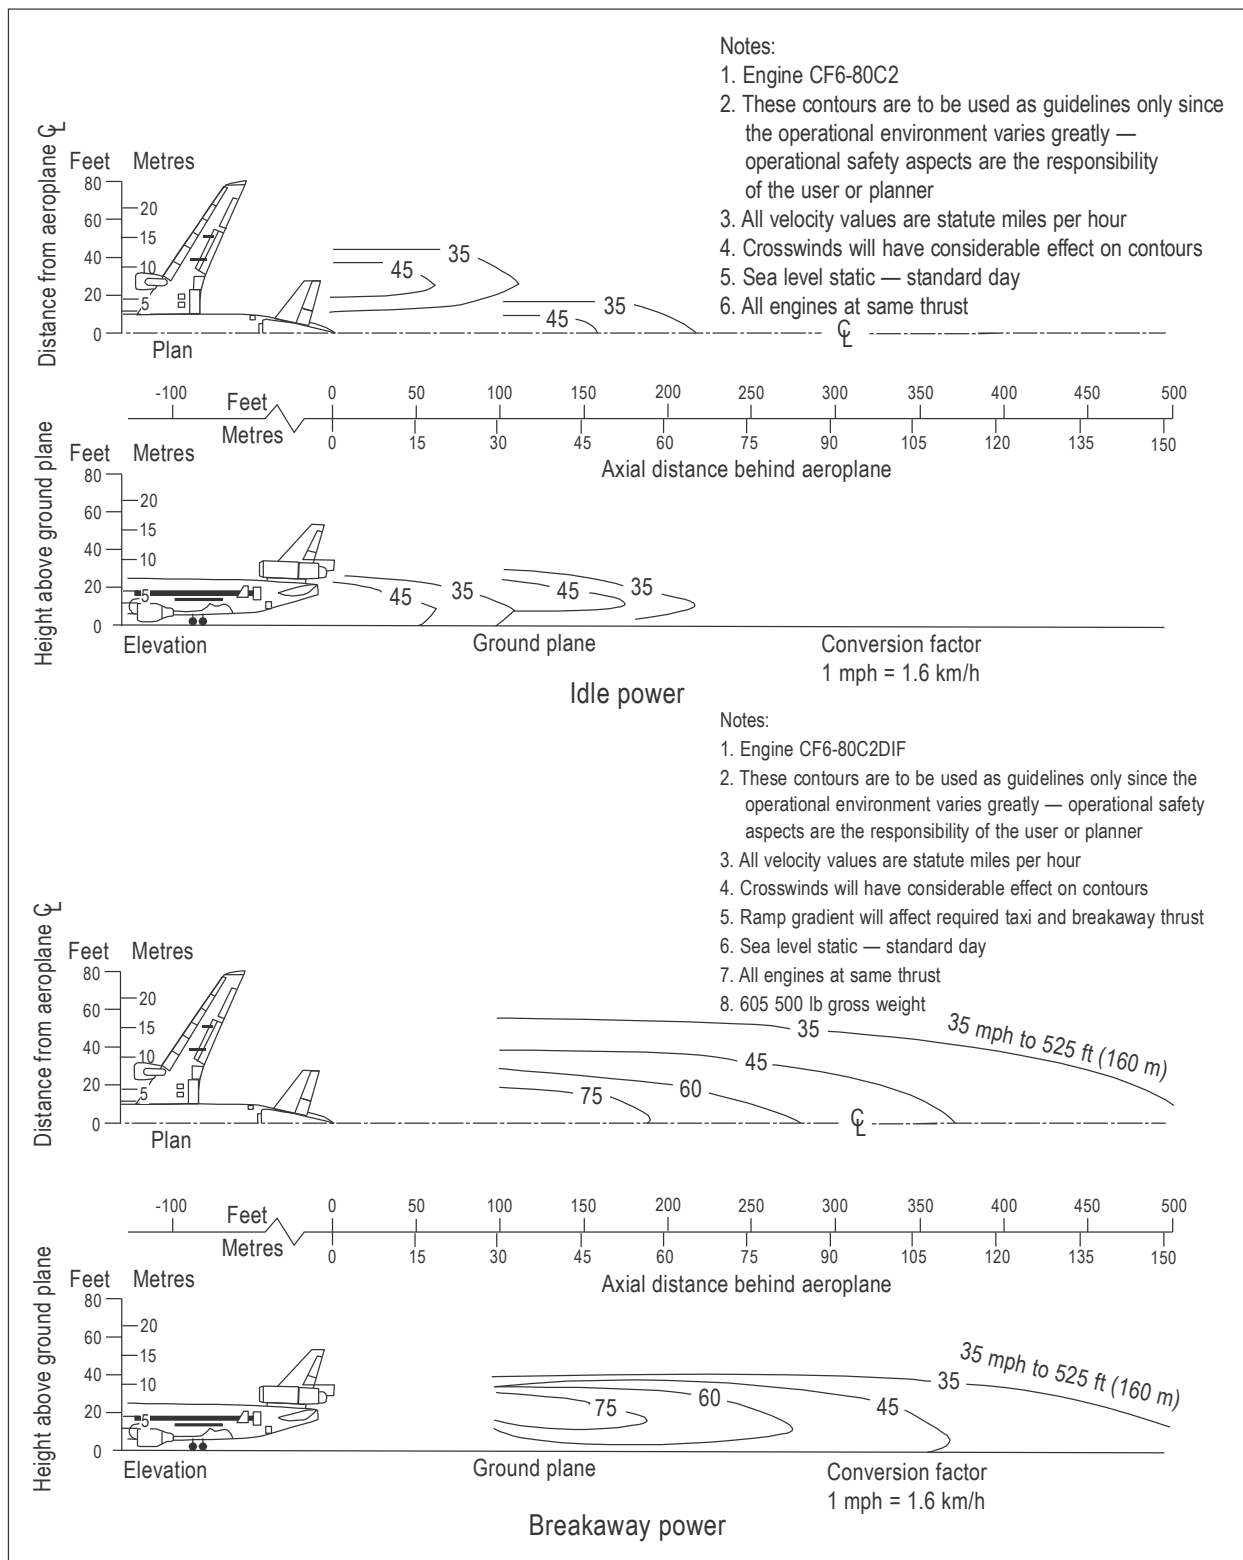 Notes:
1. Engine CF6-80C2
2. These contours are to be used as guidelines only since
the operational environment varies greatly —
operational safety aspects are the responsibility
of the user or planner
3. All velocity values are statute miles per hour
4. Crosswinds will have considerable effect on contours
5. Sea level static — standard day
6. All engines at same thrust
Distance from aeroplane ℄
Feet Metres
80
60
40
20
0
20
15
10
5
35
45
35
45
℄
Plan
-100 0 50 100 150 200 250 300 350 400 450 500
Feet
Metres
0 15 30 45 60 75 90 105 120 135 150
Axial distance behind aeroplane
Height above ground plane
Feet Metres
80
60
40
20
0
20
15
10
5
45
35
45
35
Elevation
Ground plane
Conversion factor
1 mph = 1.6 km/h
Idle power
Notes:
1. Engine CF6-80C2DIF
2. These contours are to be used as guidelines only since the
operational environment varies greatly — operational safety
aspects are the responsibility of the user or planner
3. All velocity values are statute miles per hour
4. Crosswinds will have considerable effect on contours
5. Ramp gradient will affect required taxi and breakaway thrust
6. Sea level static — standard day
7. All engines at same thrust
8. 605 500 lb gross weight
Distance from aeroplane ℄
Feet Metres
80
60
40
20
0
20
15
10
5
35
35 mph to 525 ft (160 m)
45
60
75
℄
Plan
-100 0 50 100 150 200 250 300 350 400 450 500
Feet
Metres
0 15 30 45 60 75 90 105 120 135 150
Axial distance behind aeroplane
Height above ground plane
Feet Metres
80
60
40
20
0
20
15
10
5
35 mph to 525 ft (160 m)
35
60
45
75
Elevation
Ground plane
Conversion factor
1 mph = 1.6 km/h
Breakaway power